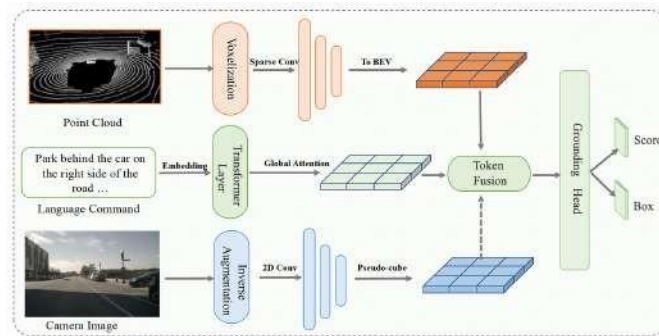 Point Cloud
Voxelization
Sparse Conv
To BEV
Park behind the car on
the right side of the
road ...
Language Command
Embedding
Transformer
Layer
Global Attention
Token
Fusion
Grounding Head
Score
Box
Camera Image
Inverse
Augmentation
2D Conv
Pseudo-cube